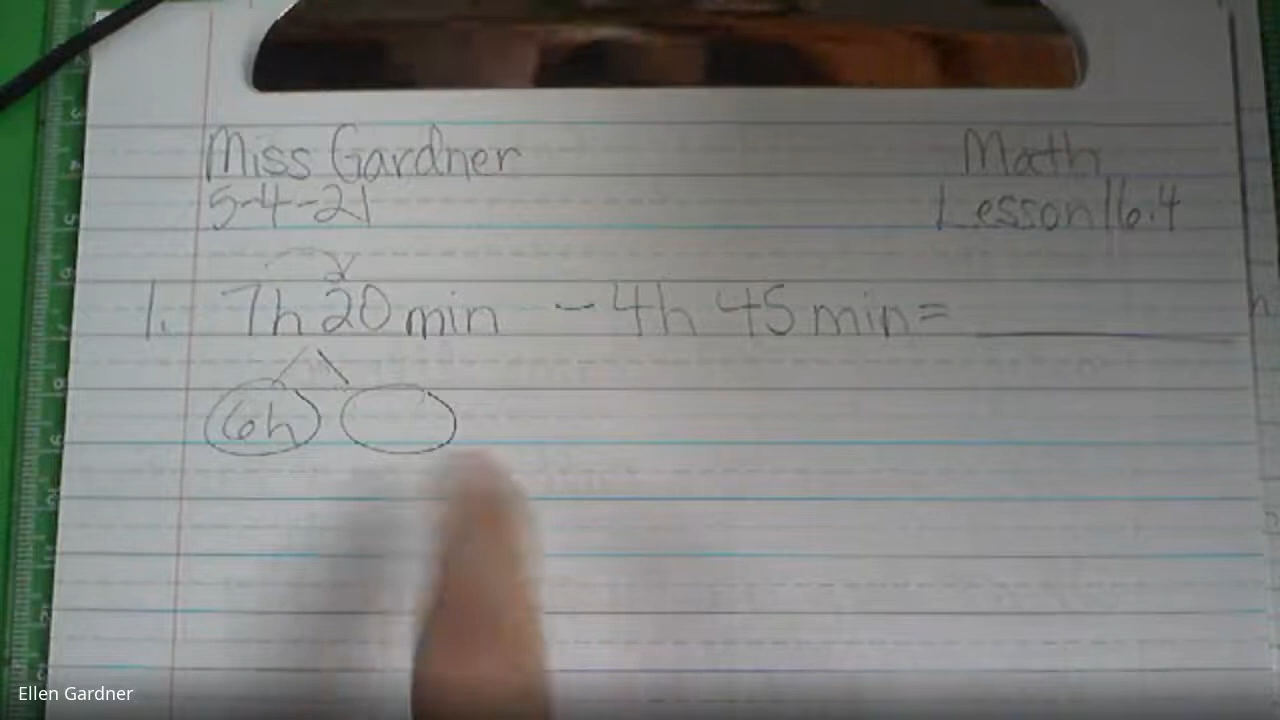 Miss Gardner Math
5-4-21 Lesson 16.4
1. 7h 20 min - 4h 45 min = 
6h
Ellen Gardner